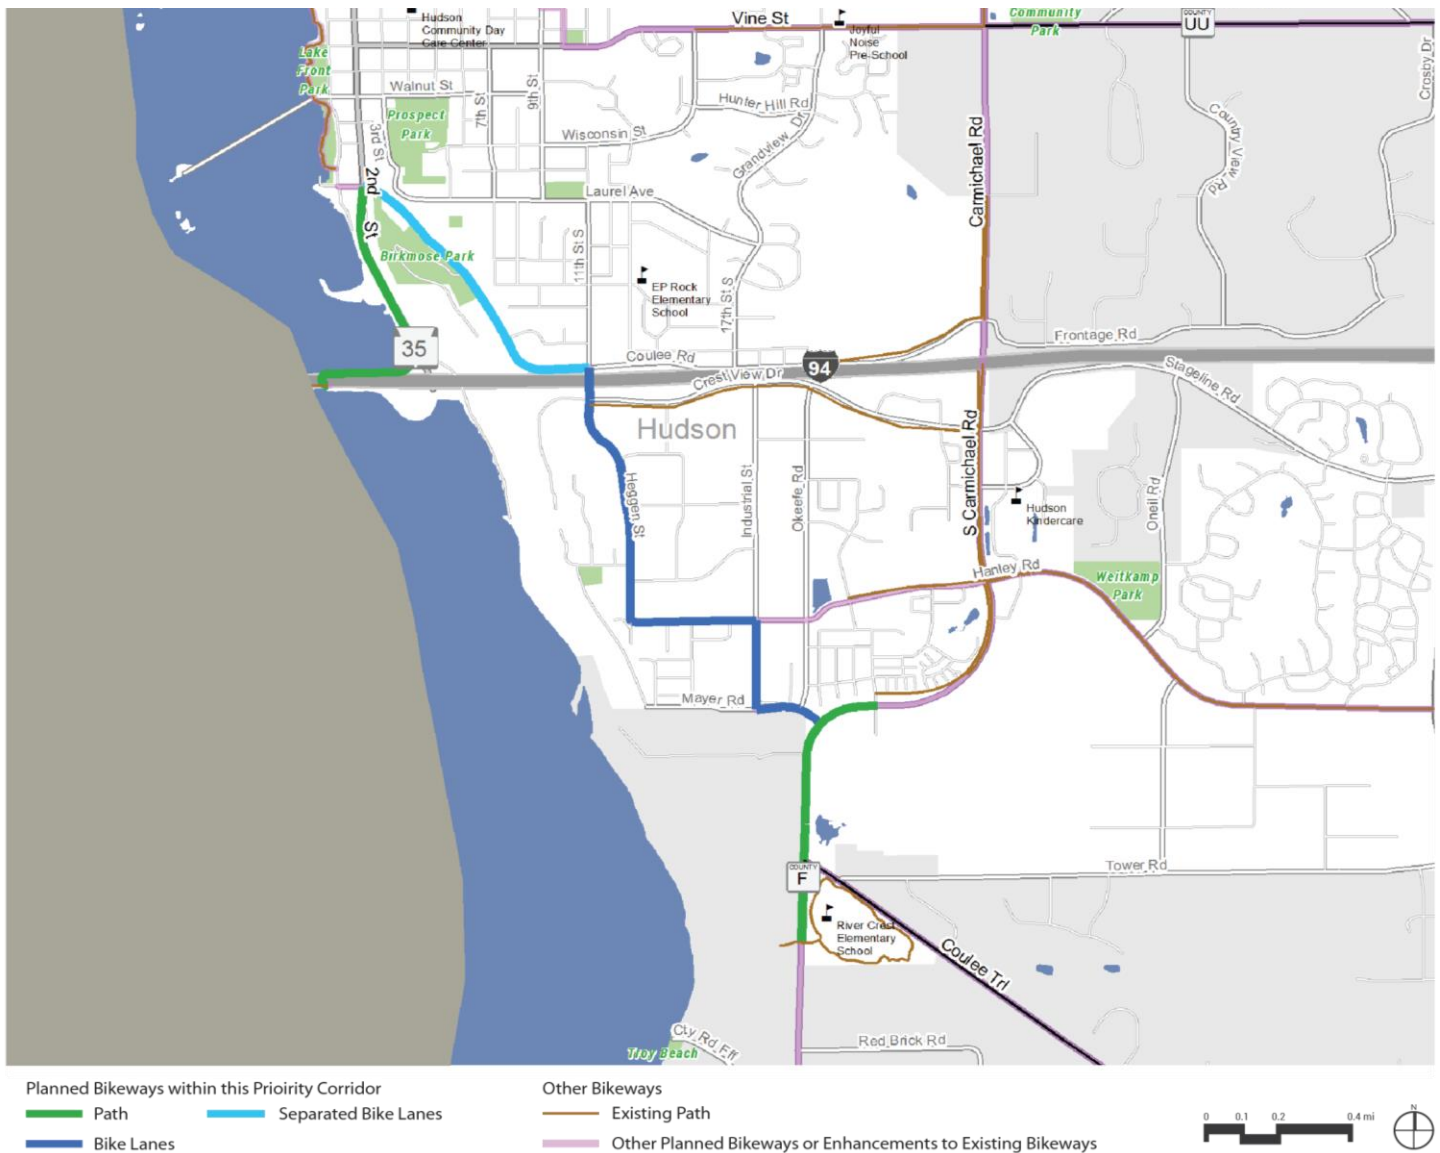 Vine St
COUNTY
UU
Community
Park
Hudson
Community Day
Care Center
Joyful
Noise
Pre-School
Crosby Dr
Lake
Front
Park
Walnut St
7th St
9th St
Hunter Hill Rd
Prospect
Park
3rd St
Wisconsin St
Grandview Dr
Carmichael Rd
Country View Rd
2nd
St
Laurel Ave
Birkmose Park
11th St S
EP Rock
Elementary
School
17th St S
35
Coulee Rd
94
Frontage Rd
Crest View Dr
Stageline Rd
Hudson
Heggen St
Industrial St
Okeefe Rd
S Carmichael Rd
Oneil Rd
Hudson
Kindercare
Hanley Rd
Weitkamp
Park
Mayer Rd
COUNTY
F
Tower Rd
River Crest
Elementary
School
Coulee Trl
Cty Rd Fff
Troy Beach
Red Brick Rd
Planned Bikeways within this Prioirity Corridor
Path
Separated Bike Lanes
Bike Lanes
Other Bikeways
Existing Path
Other Planned Bikeways or Enhancements to Existing Bikeways
0 0.1 0.2 0.4 mi
N